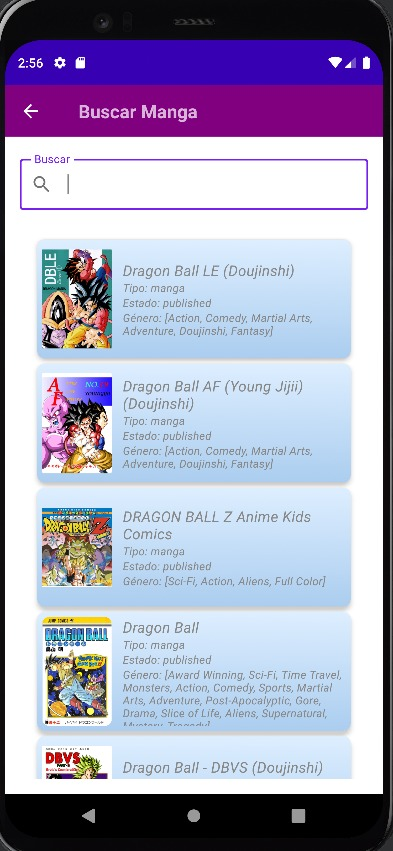 2:56
Buscar Manga
Buscar
DBLE
Dragon Ball LE (Doujinshi)
Tipo: manga
Estado: published
Género: [Action, Comedy, Martial Arts,
Adventure, Doujinshi, Fantasy]
AF
Dragon Ball AF (Young Jijii)
(Doujinshi)
Tipo: manga
Estado: published
Género: [Action, Comedy, Martial Arts,
Adventure, Doujinshi, Fantasy]
DRAGON BALL Z Anime Kids
Comics
Tipo: manga
Estado: published
Género: [Sci-Fi, Action, Aliens, Full Color]
DRAGON BALL
Dragon Ball
Tipo: manga
Estado: published
Género: [Award Winning, Sci-Fi, Time Travel,
Monsters, Action, Comedy, Sports, Martial
Arts, Adventure, Post-Apocalyptic, Gore,
Drama, Slice of Life, Aliens, Supernatural,
Mystery, Tragedy]
DBVS
Dragon Ball - DBVS (Doujinshi)